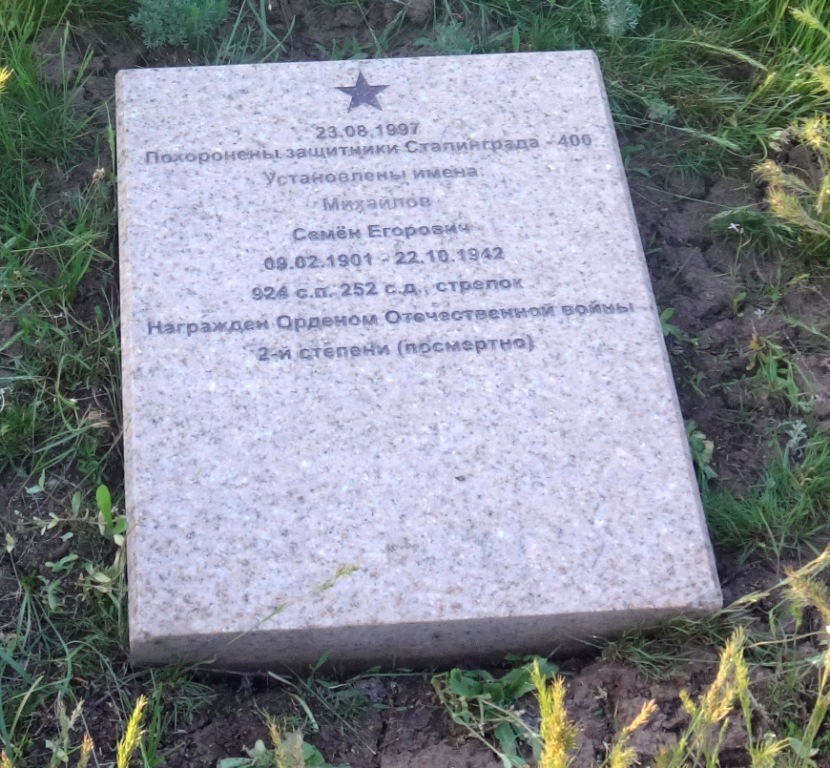 23.08.1997
Похоронены защитники Сталинграда - 400
Установлены имена
Михайлов
Семён Егорович
09.02.1901 - 22.10.1942
924 с.п. 252 с.д., стрелок
Награжден Орденом Отечественной войны
2-й степени (посмертно)